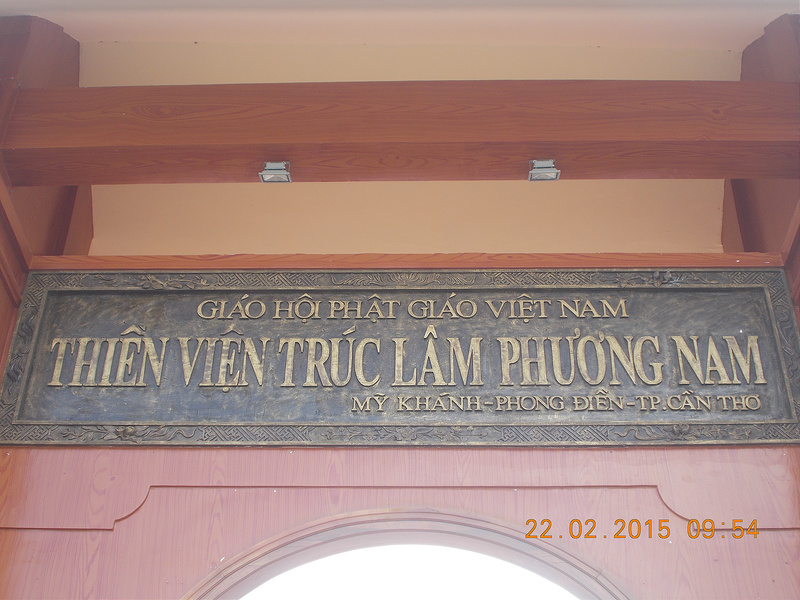 GIÁO HỘI PHẬT GIÁO VIỆT NAM
THIỀN VIỆN TRÚC LÂM PHƯƠNG NAM
MỸ KHÁNH-PHONG ĐIỀN-TP.CẦN THƠ
22.02.2015 09:54